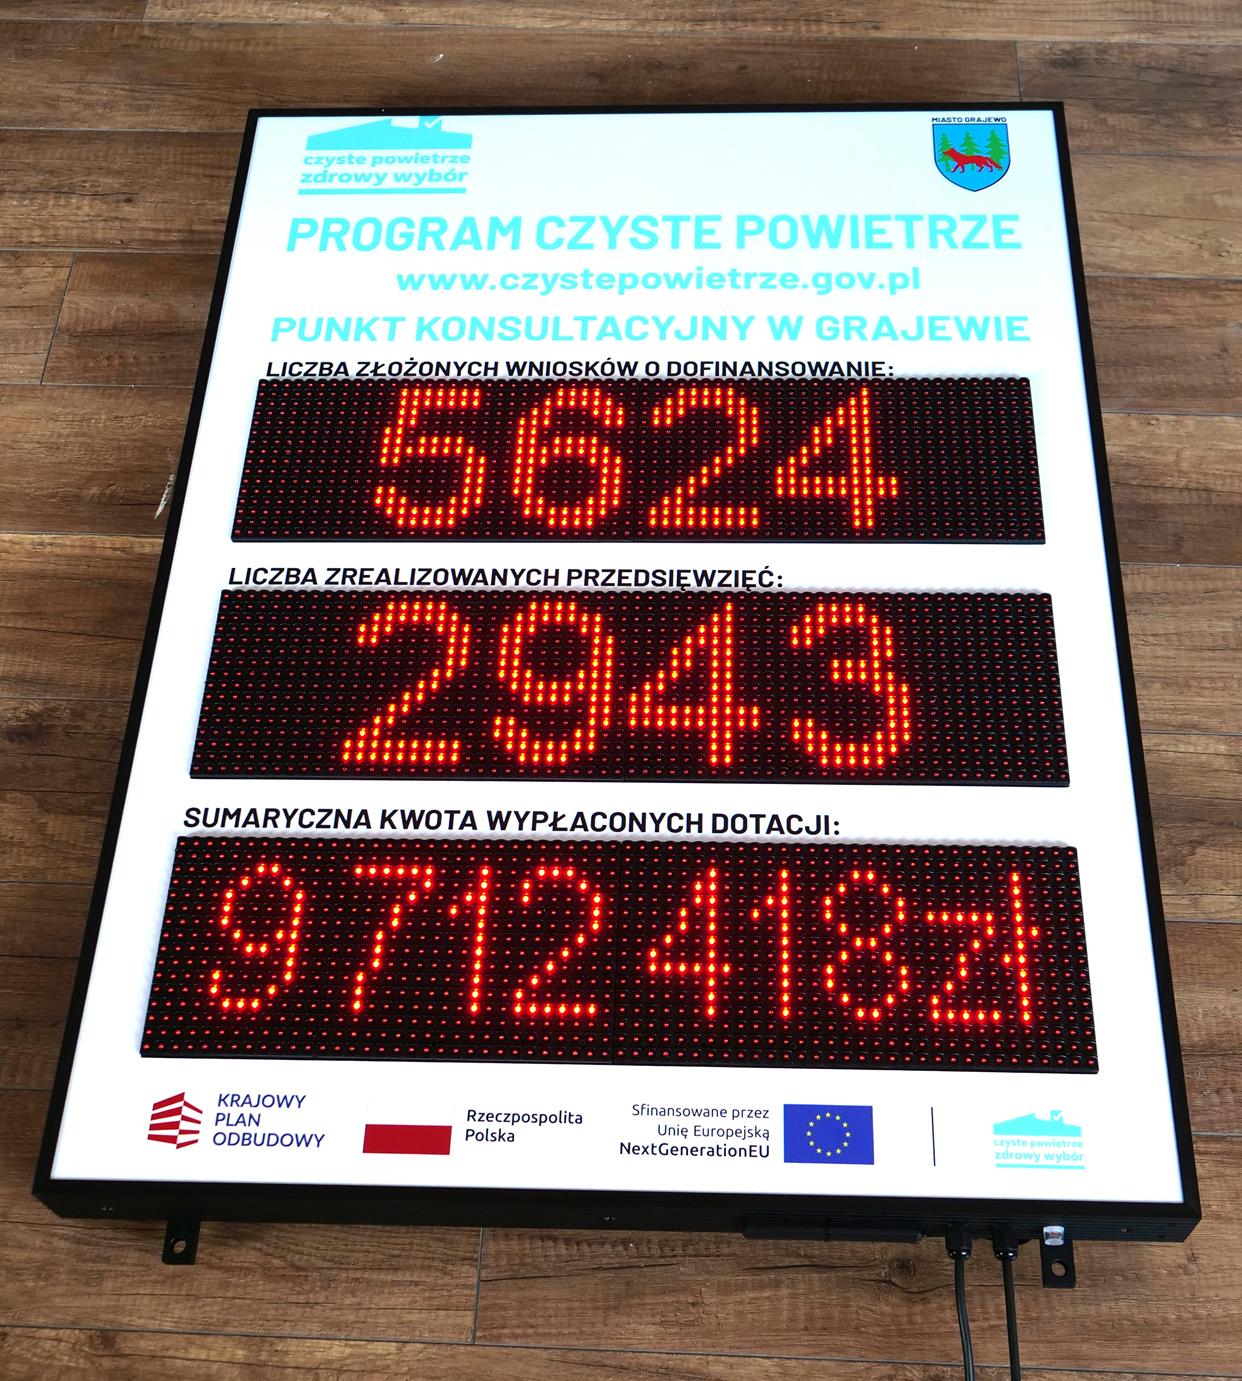 czyste powietrze
zdrowy wybór
MIASTO GRAJEWO
PROGRAM CZYSTE POWIETRZE
www.czystepowietrze.gov.pl
PUNKT KONSULTACYJNY W GRAJEWIE
LICZBA ZŁOŻONYCH WNIOSKÓW O DOFINANSOWANIE:
5624
LICZBA ZREALIZOWANYCH PRZEDSIĘWZIĘĆ:
2943
SUMARYCZNA KWOTA WYPŁACONYCH DOTACJI:
9712418zł
KRAJOWY
PLAN
ODBUDOWY
Rzeczpospolita
Polska
Sfinansowane przez
Unię Europejską
NextGenerationEU
czyste powietrze
zdrowy wybór